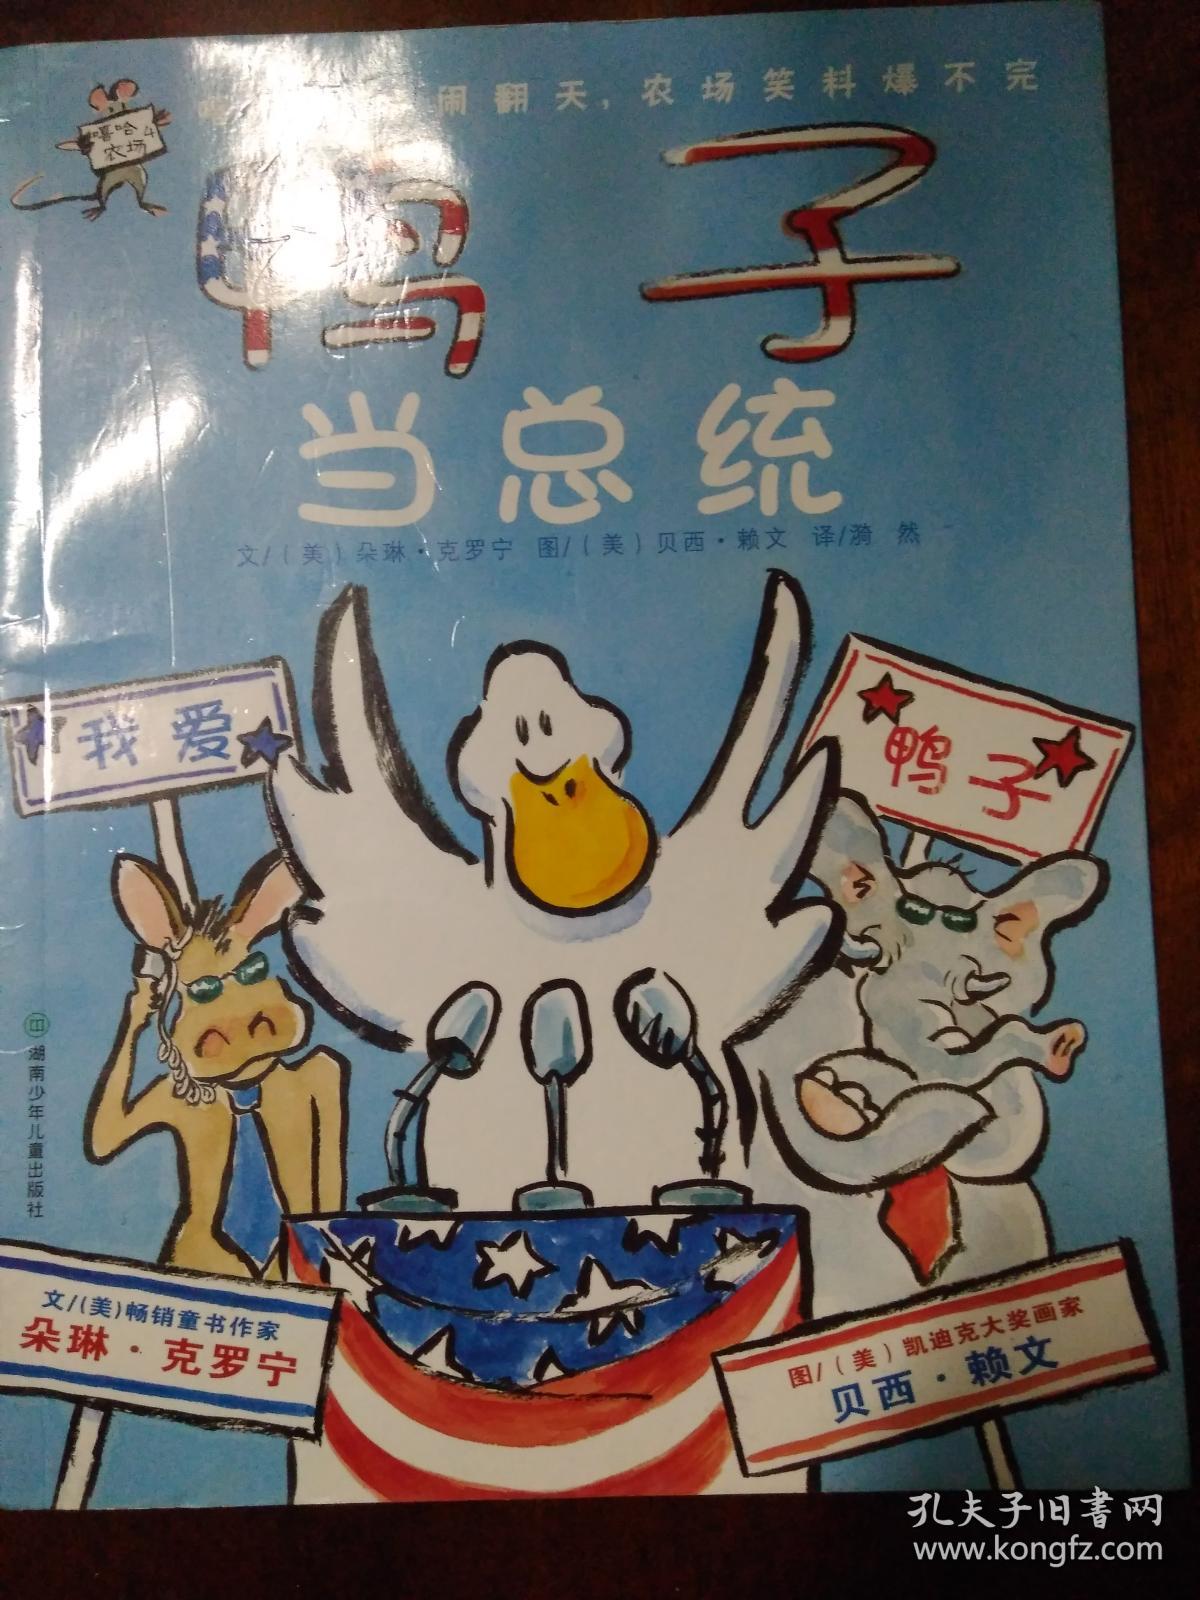 闹翻天，农场笑料爆不完
嘻哈4
农场
鸭子
当总统
文/（美）朵琳·克罗宁 图/（美）贝西·赖文 译/漪然
我爱
鸭子
湖南少年儿童出版社
文/(美)畅销童书作家
朵琳·克罗宁
图/（美）凯迪克大奖画家
贝西·赖文
孔夫子旧书网
www.kongfz.com